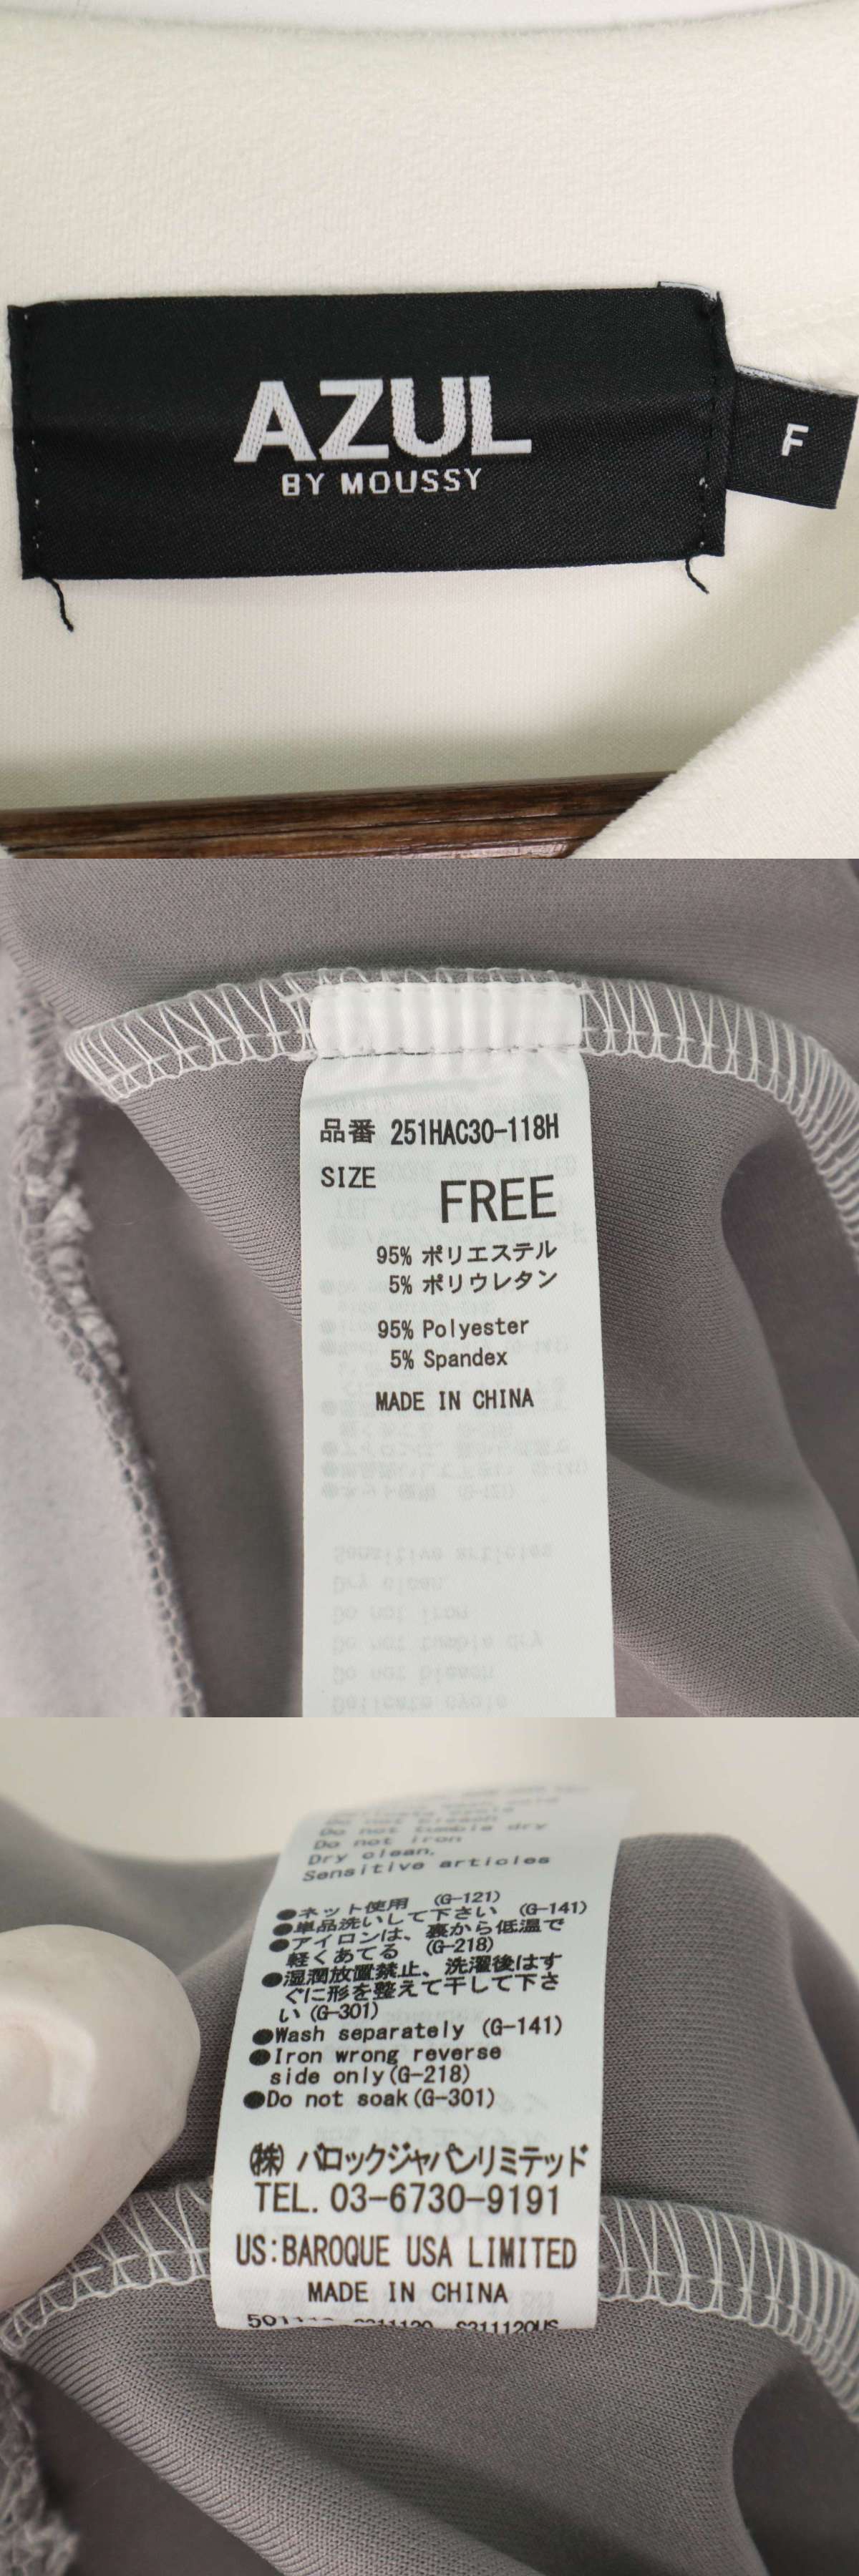 AZUL
BY MOUSSY
F
品番 251HAC30-118H
SIZE
FREE
95% ポリエステル
5% ポリウレタン
95% Polyester
5% Spandex
MADE IN CHINA
Do not tumble dry
Do not iron
Dry clean,
Sensitive articles
●ネット使用 (G-121)
●単品洗いして下さい (G-141)
●アイロンは、裏から低温で
軽くあてる (G-218)
●湿潤放置禁止、洗濯後はす
ぐに形を整えて干して下さ
い(G-301)
●Wash separately (G-141)
●Iron wrong reverse
side only(G-218)
●Do not soak(G-301)
㈱ バロックジャパンリミテッド
TEL. 03-6730-9191
US:BAROQUE USA LIMITED
MADE IN CHINA